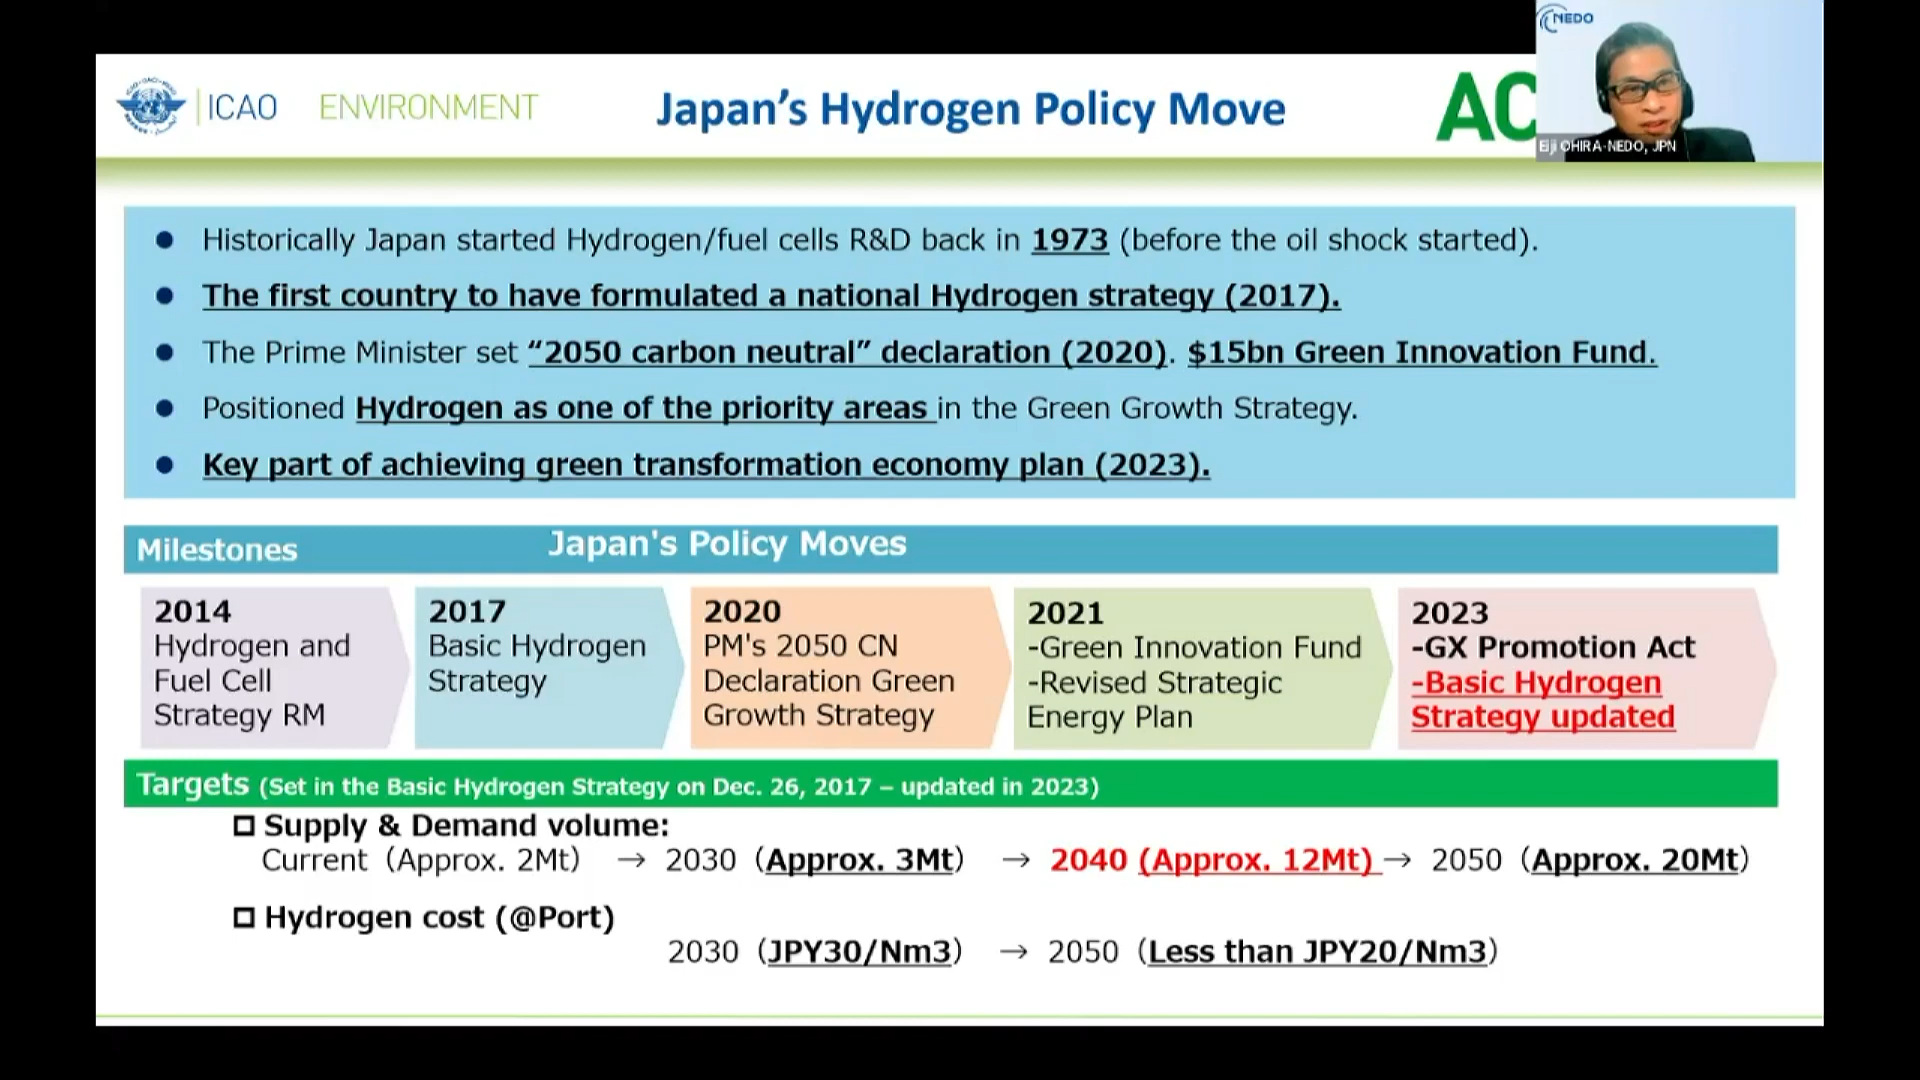 ICAO ENVIRONMENT
Japan’s Hydrogen Policy Move
AC
NEDO
Eiji OHIRA-NEDO, JPN
● Historically Japan started Hydrogen/fuel cells R&D back in 1973 (before the oil shock started).
● The first country to have formulated a national Hydrogen strategy (2017).
● The Prime Minister set “2050 carbon neutral” declaration (2020). $15bn Green Innovation Fund.
● Positioned Hydrogen as one of the priority areas in the Green Growth Strategy.
● Key part of achieving green transformation economy plan (2023).
Milestones
Japan's Policy Moves
2014
Hydrogen and
Fuel Cell
Strategy RM
2017
Basic Hydrogen
Strategy
2020
PM's 2050 CN
Declaration Green
Growth Strategy
2021
-Green Innovation Fund
-Revised Strategic
Energy Plan
2023
-GX Promotion Act
-Basic Hydrogen
Strategy updated
Targets (Set in the Basic Hydrogen Strategy on Dec. 26, 2017 – updated in 2023)
Supply & Demand volume:
Current (Approx. 2Mt) → 2030 (Approx. 3Mt) → 2040 (Approx. 12Mt) → 2050 (Approx. 20Mt)
Hydrogen cost (@Port)
2030 (JPY30/Nm3) → 2050 (Less than JPY20/Nm3)